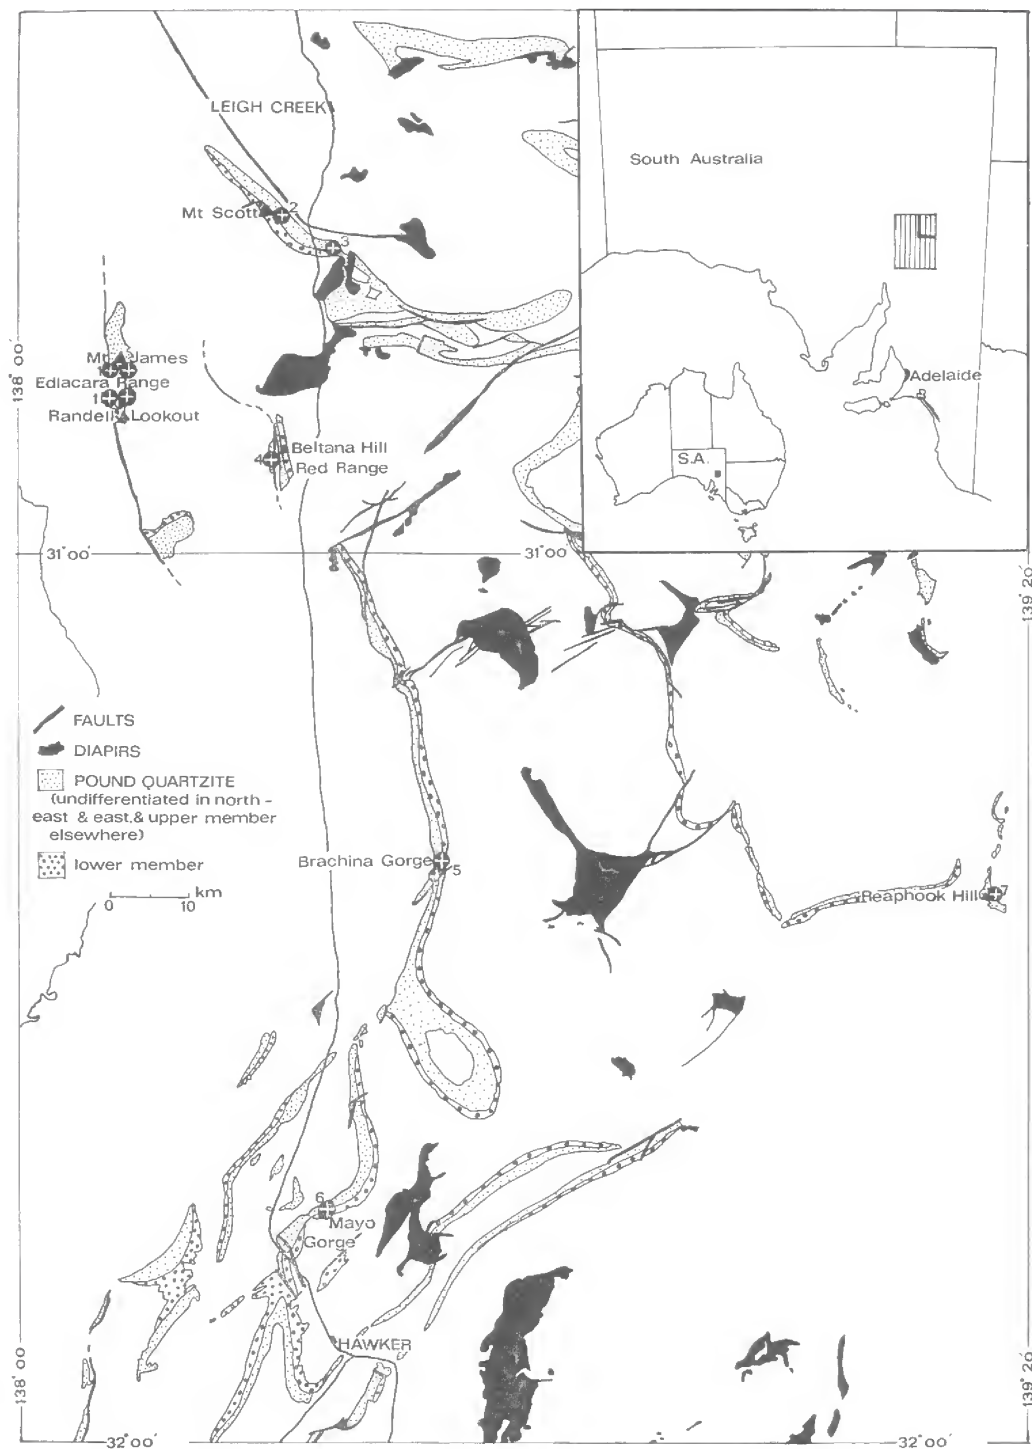 LEIGH CREEK
South Australia
Mt Scott
2
3
138° 00'
Mt James
1
Ediacara Range
1
Randell Lookout
Adelaide
S.A.
Beltana Hill
4
Red Range
31° 00'
31° 00'
139° 20'
FAULTS
DIAPIRS
POUND QUARTZITE
(undifferentiated in north-
east & east,& upper member
elsewhere)
lower member
km
0 10
Brachina Gorge
5
Reaphook Hill
7
6
Mayo
Gorge
HAWKER
138° 00
139° 20'
32° 00'
32° 00'